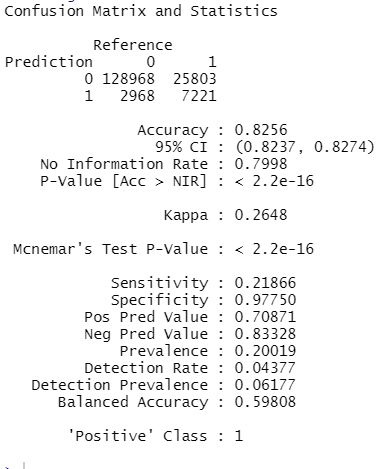 Confusion Matrix and Statistics
Reference
Prediction 0 1
0 128968 25803
1 2968 7221
Accuracy : 0.8256
95% CI : (0.8237, 0.8274)
No Information Rate : 0.7998
P-Value [Acc > NIR] : < 2.2e-16
Kappa : 0.2648
Mcnemar's Test P-Value : < 2.2e-16
Sensitivity : 0.21866
Specificity : 0.97750
Pos Pred Value : 0.70871
Neg Pred Value : 0.83328
Prevalence : 0.20019
Detection Rate : 0.04377
Detection Prevalence : 0.06177
Balanced Accuracy : 0.59808
'Positive' Class : 1